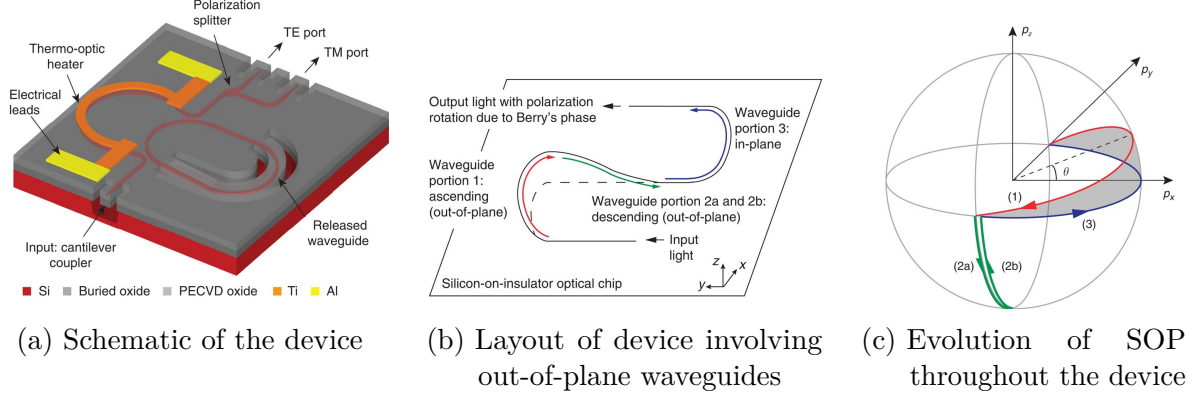 Polarization
splitter
TE port
TM port
Thermo-optic
heater
Electrical
leads
Input: cantilever
coupler
Released
waveguide
Si
Buried oxide
PECVD oxide
Ti
Al
(a) Schematic of the device
Output light with polarization
rotation due to Berry's phase
Waveguide
portion 3:
in-plane
Waveguide
portion 1:
ascending
(out-of-plane)
Waveguide portion 2a and 2b:
descending (out-of-plane)
Input
light
z
x
y
Silicon-on-insulator optical chip
(b) Layout of device involving
out-of-plane waveguides
p_z
p_y
θ
p_x
(1)
(3)
(2a)
(2b)
(c) Evolution of SOP
throughout the device